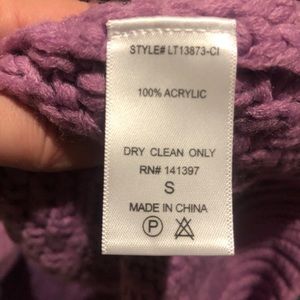 STYLE# LT13873-CI
100% ACRYLIC
DRY CLEAN ONLY
RN# 141397
S
MADE IN CHINA
P